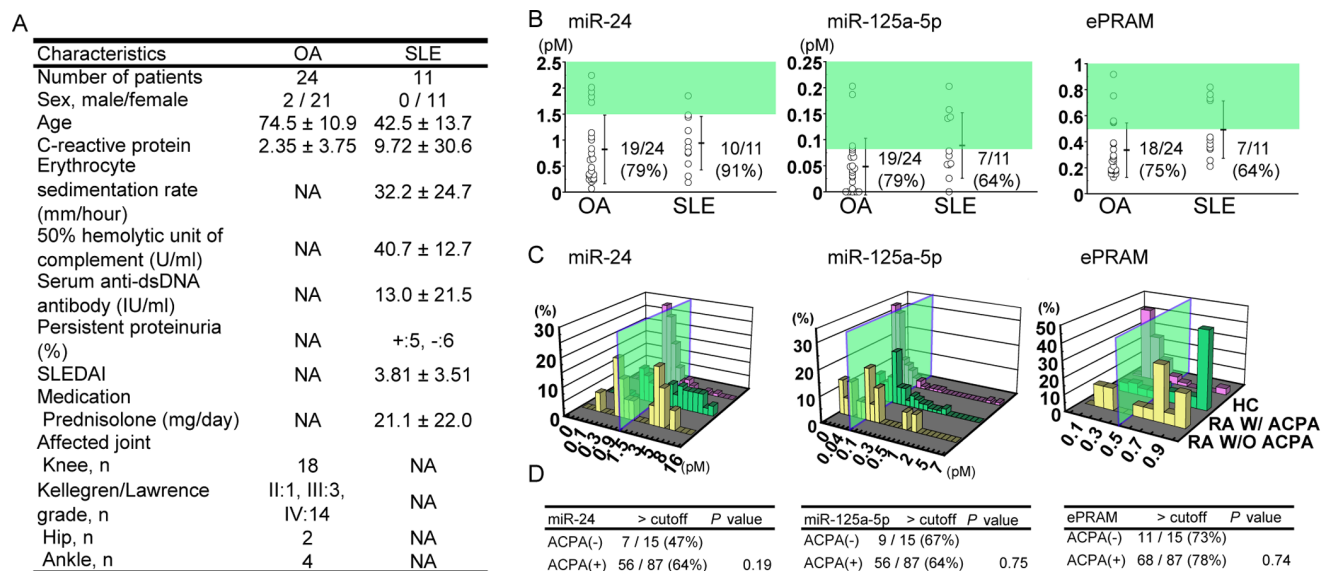 A
Characteristics OA SLE
Number of patients 24 11
Sex, male/female 2 / 21 0 / 11
Age 74.5 ± 10.9 42.5 ± 13.7
C-reactive protein 2.35 ± 3.75 9.72 ± 30.6
Erythrocyte
sedimentation rate NA 32.2 ± 24.7
(mm/hour)
50% hemolytic unit of
complement (U/ml) NA 40.7 ± 12.7
Serum anti-dsDNA
antibody (IU/ml) NA 13.0 ± 21.5
Persistent proteinuria
(%) NA +:5, -:6
SLEDAI NA 3.81 ± 3.51
Medication
Prednisolone (mg/day) NA 21.1 ± 22.0
Affected joint
Knee, n 18 NA
Kellegren/Lawrence II:1, III:3, NA
grade, n IV:14
Hip, n 2 NA
Ankle, n 4 NA
B
miR-24
(pM)
2.5
2
1.5
1
0.5
0
19/24 10/11
(79%) (91%)
OA SLE
miR-125a-5p
0.25
0.2
0.15
0.1
0.05
0
19/24 7/11
(79%) (64%)
OA SLE
ePRAM
1
0.8
0.6
0.4
0.2
0
18/24 7/11
(75%) (64%)
OA SLE
C
miR-24
(%)
30
20
10
0
(pM)
miR-125a-5p
(%)
30
20
10
0
0
0.04
0.1
0.3
0.5
1
2
5
7
(pM)
ePRAM
(%)
50
40
30
20
10
0
0.1
0.3
0.5
0.7
0.9
HC
RA W/ ACPA
RA W/O ACPA
D
miR-24 > cutoff P value
ACPA(-) 7 / 15 (47%)
ACPA(+) 56 / 87 (64%) 0.19
miR-125a-5p > cutoff P value
ACPA(-) 9 / 15 (67%)
ACPA(+) 56 / 87 (64%) 0.75
ePRAM > cutoff P value
ACPA(-) 11 / 15 (73%)
ACPA(+) 68 / 87 (78%) 0.74